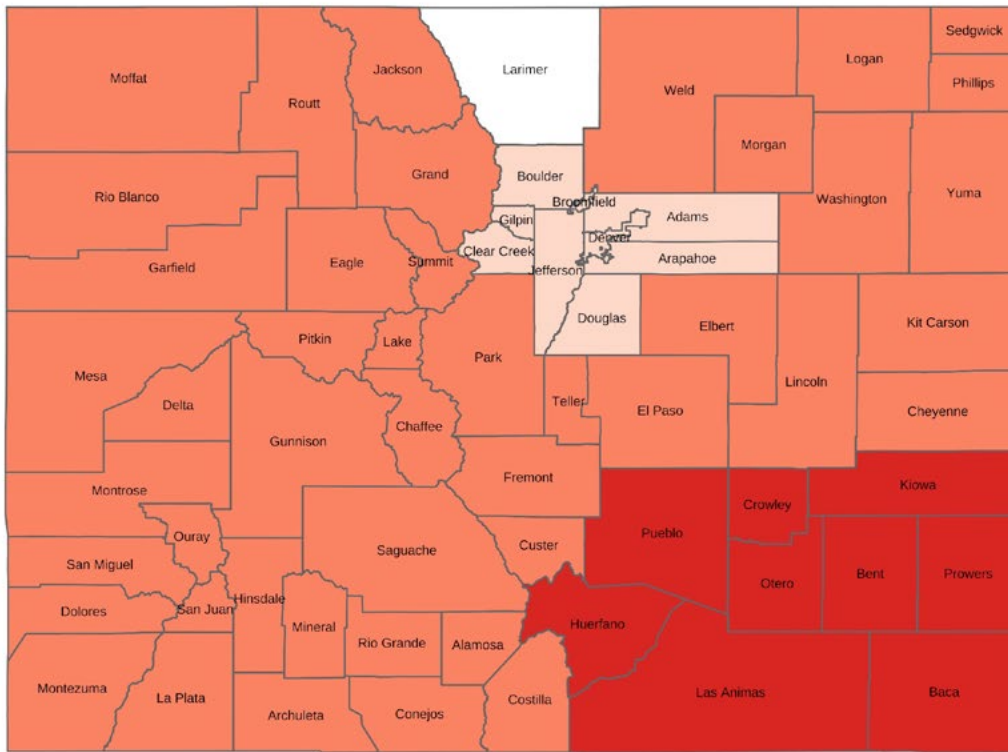 Sedgwick
Larimer
Logan
Jackson
Moffat
Phillips
Weld
Routt
Morgan
Grand
Boulder
Rio Blanco
Yuma
Washington
Broomfield
Gilpin
Adams
Denver
Clear Creek
Arapahoe
Eagle
Summit
Garfield
Jefferson
Douglas
Kit Carson
Elbert
Pitkin
Lake
Park
Mesa
Lincoln
Teller
Delta
El Paso
Cheyenne
Chaffee
Gunnison
Fremont
Kiowa
Montrose
Crowley
Pueblo
Ouray
Custer
Saguache
San Miguel
Bent
Prowers
Otero
Hinsdale
San Juan
Dolores
Huerfano
Mineral
Rio Grande
Alamosa
Montezuma
Las Animas
Baca
La Plata
Costilla
Archuleta
Conejos